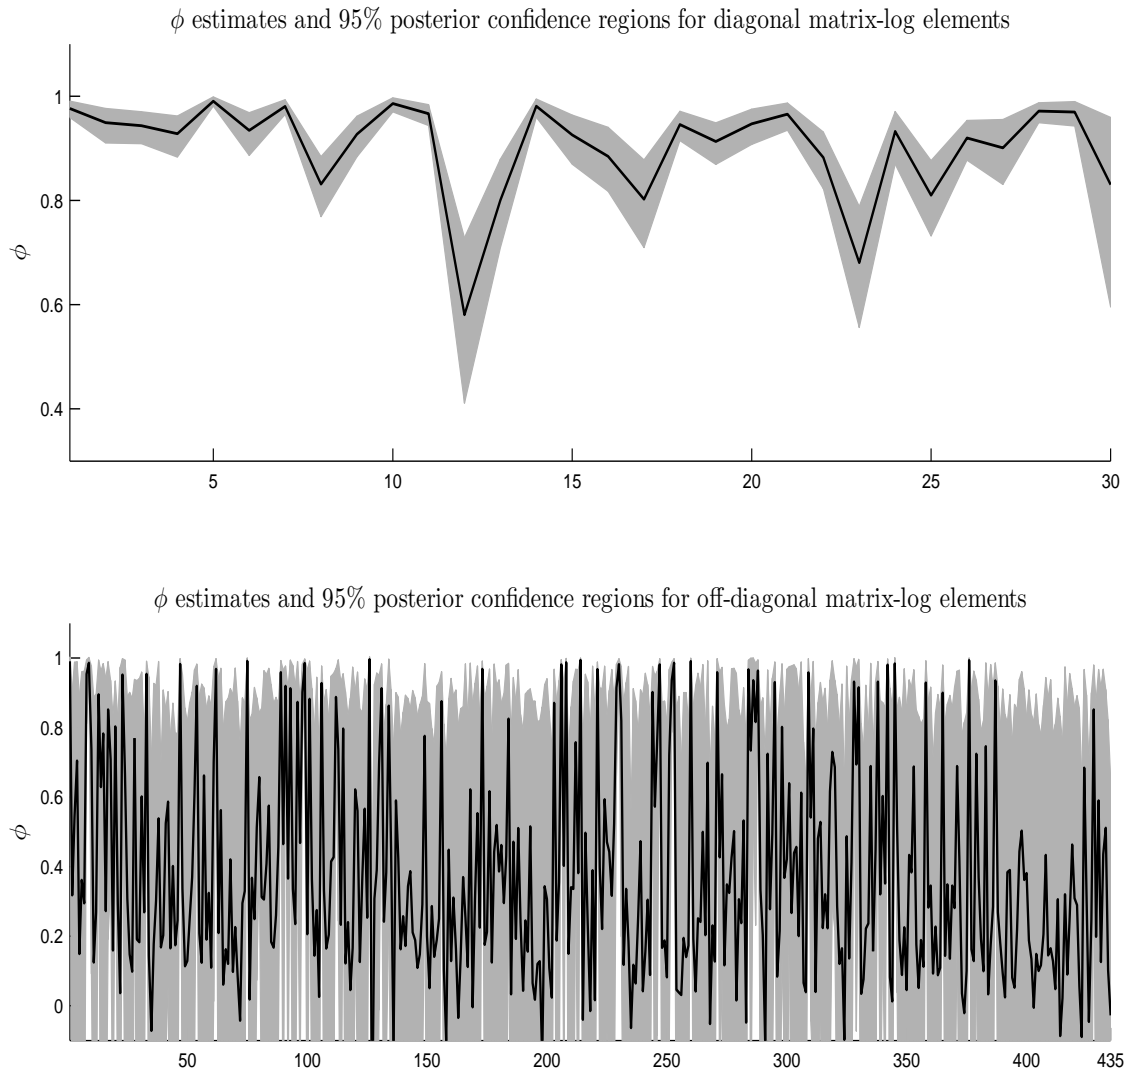 ϕ estimates and 95% posterior confidence regions for diagonal matrix-log elements
1
0.8
ϕ
0.6
0.4
5 10 15 20 25 30
ϕ estimates and 95% posterior confidence regions for off-diagonal matrix-log elements
1
0.8
0.6
ϕ
0.4
0.2
0
50 100 150 200 250 300 350 400 435